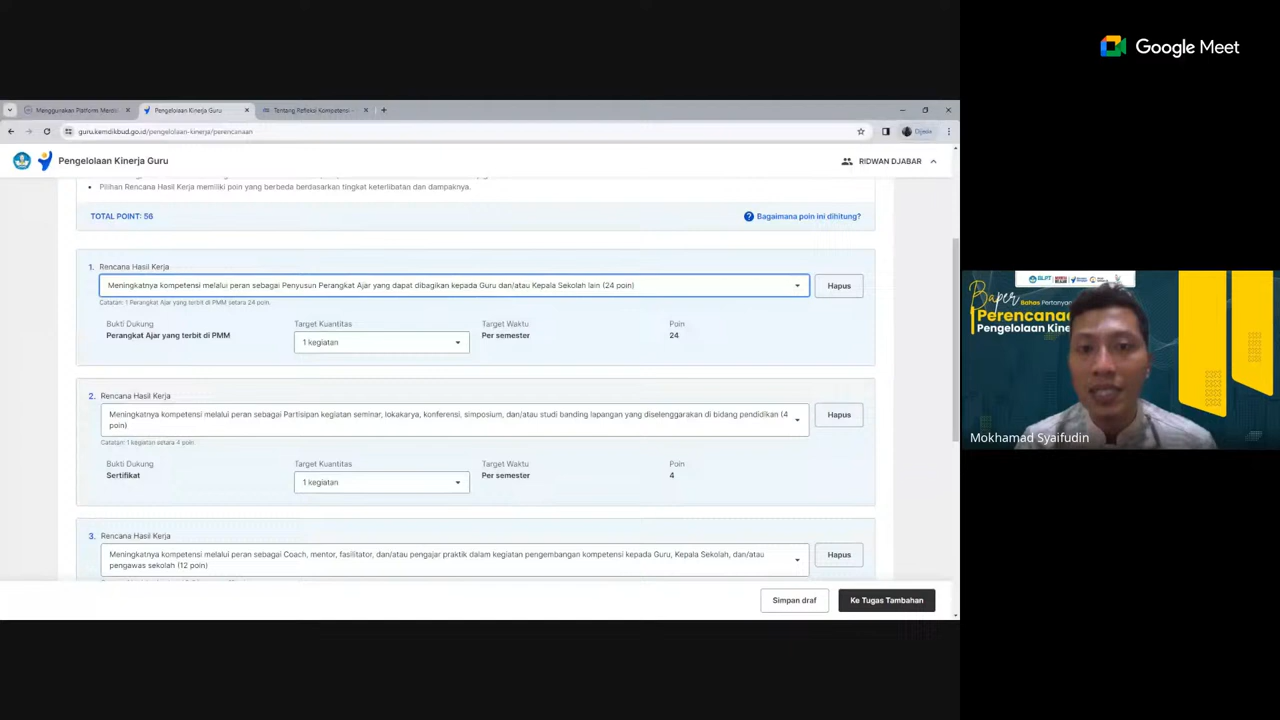 Google Meet
Menggunakan Platform Merde
Pengelolaan Kinerja Guru
Tentang Refleksi Kompetensi
guru.kemdikbud.go.id/pengelolaan-kinerja/perencanaan
Pengelolaan Kinerja Guru
RIDWAN DJABAR
Pilihan Rencana Hasil Kerja memiliki poin yang berbeda berdasarkan tingkat keterlibatan dan dampaknya.
TOTAL POINT: 56
Bagaimana poin ini dihitung?
1. Rencana Hasil Kerja
Meningkatnya kompetensi melalui peran sebagai Penyusun Perangkat Ajar yang dapat dibagikan kepada Guru dan/atau Kepala Sekolah lain (24 poin)
Hapus
Catatan: 1 Perangkat Ajar yang terbit di PMM setara 24 poin.
Bukti Dukung
Perangkat Ajar yang terbit di PMM
Target Kuantitas
1 kegiatan
Target Waktu
Per semester
Poin
24
2. Rencana Hasil Kerja
Meningkatnya kompetensi melalui peran sebagai Partisipan kegiatan seminar, lokakarya, konferensi, simposium, dan/atau studi banding lapangan yang diselenggarakan di bidang pendidikan (4
poin)
Hapus
Catatan: 1 kegiatan setara 4 poin.
Bukti Dukung
Sertifikat
Target Kuantitas
1 kegiatan
Target Waktu
Per semester
Poin
4
3. Rencana Hasil Kerja
Meningkatnya kompetensi melalui peran sebagai Coach, mentor, fasilitator, dan/atau pengajar praktik dalam kegiatan pengembangan kompetensi kepada Guru, Kepala Sekolah, dan/atau
pengawas sekolah (12 poin)
Hapus
Simpan draf
Ke Tugas Tambahan
Baper
Bahas Pertanyaan
Perencanaa
Pengelolaan Kine
Mokhamad Syaifudin